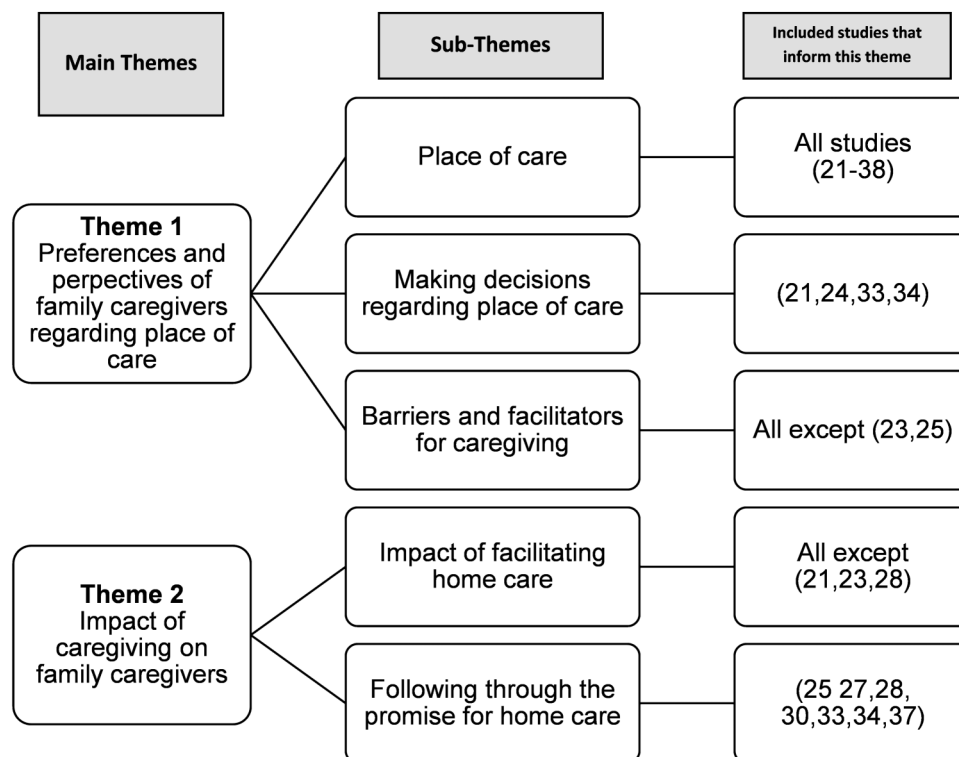 Main Themes
Sub-Themes
Included studies that
inform this theme
Theme 1
Preferences and
perpectives of
family caregivers
regarding place of
care
Place of care
All studies
(21-38)
Making decisions
regarding place of care
(21,24,33,34)
Barriers and facilitators
for caregiving
All except (23,25)
Theme 2
Impact of
caregiving on
family caregivers
Impact of facilitating
home care
All except
(21,23,28)
Following through the
promise for home care
(25 27,28,
30,33,34,37)